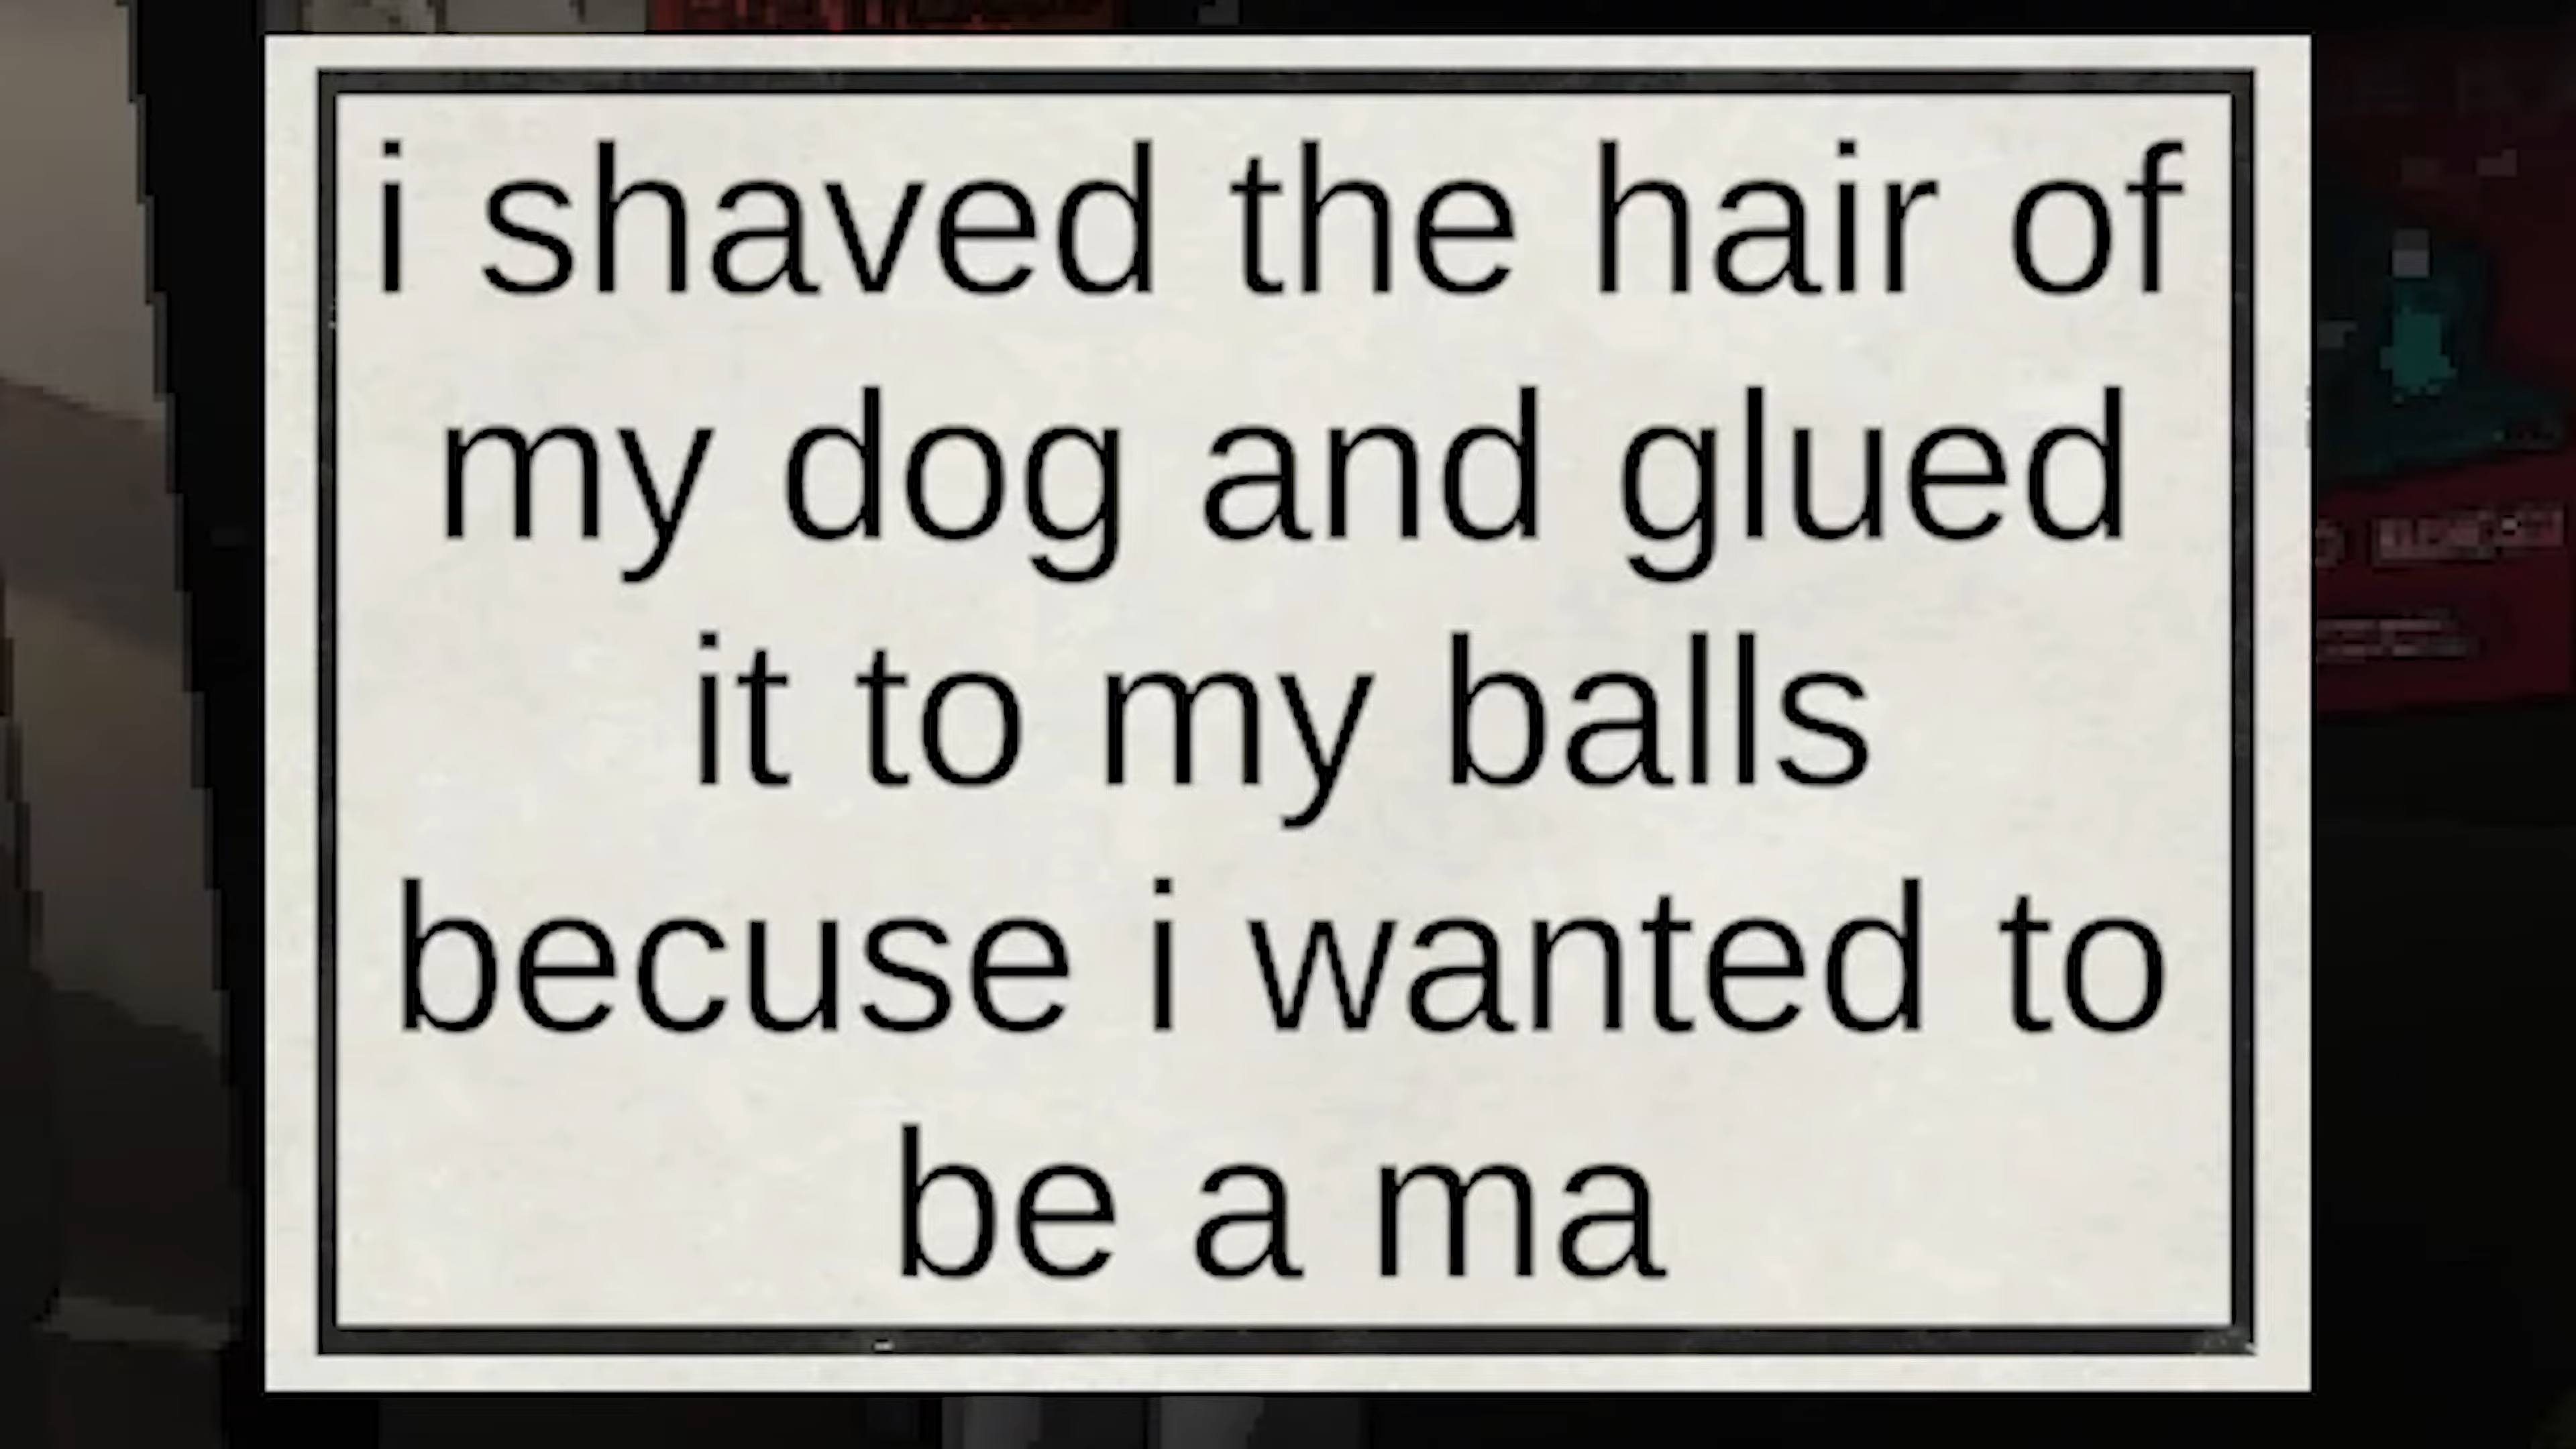 i shaved the hair of
my dog and glued
it to my balls
becuse i wanted to
be a ma